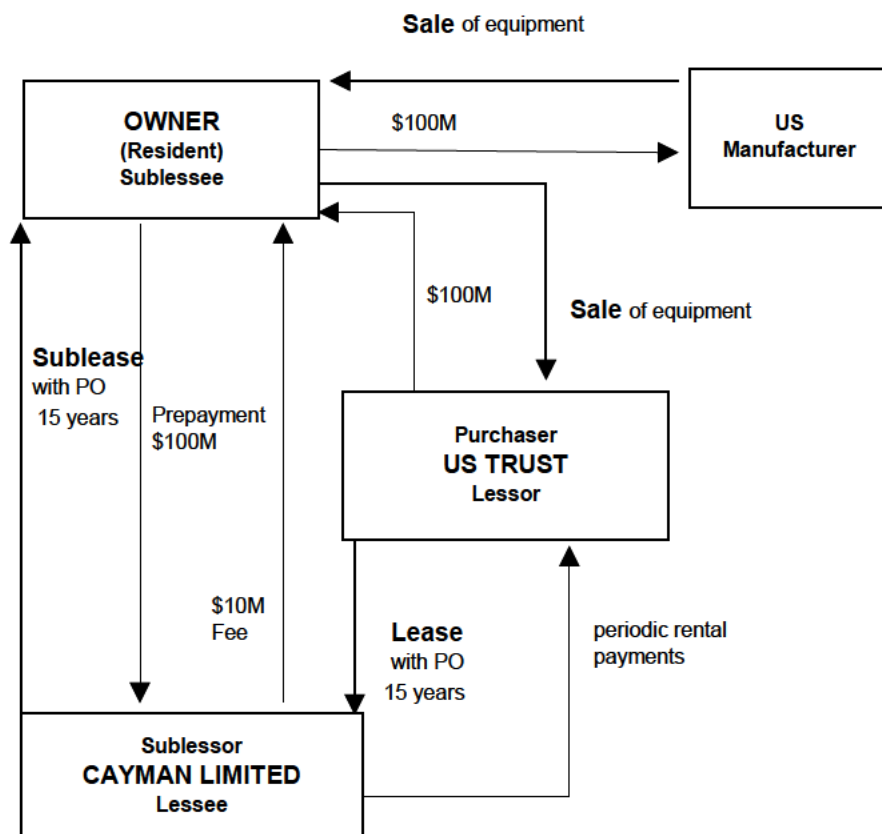 Sale of equipment
OWNER
(Resident)
Sublessee
$100M
US
Manufacturer
$100M
Sale of equipment
Sublease
with PO
15 years
Prepayment
$100M
Purchaser
US TRUST
Lessor
$10M
Fee
Lease
with PO
15 years
periodic rental
payments
Sublessor
CAYMAN LIMITED
Lessee